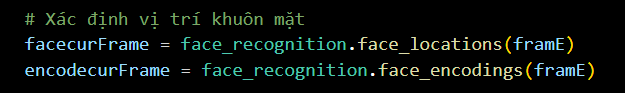 # Xác định vị trí khuôn mặt
facecurFrame = face_recognition.face_locations(framE)
encodecurFrame = face_recognition.face_encodings(framE)